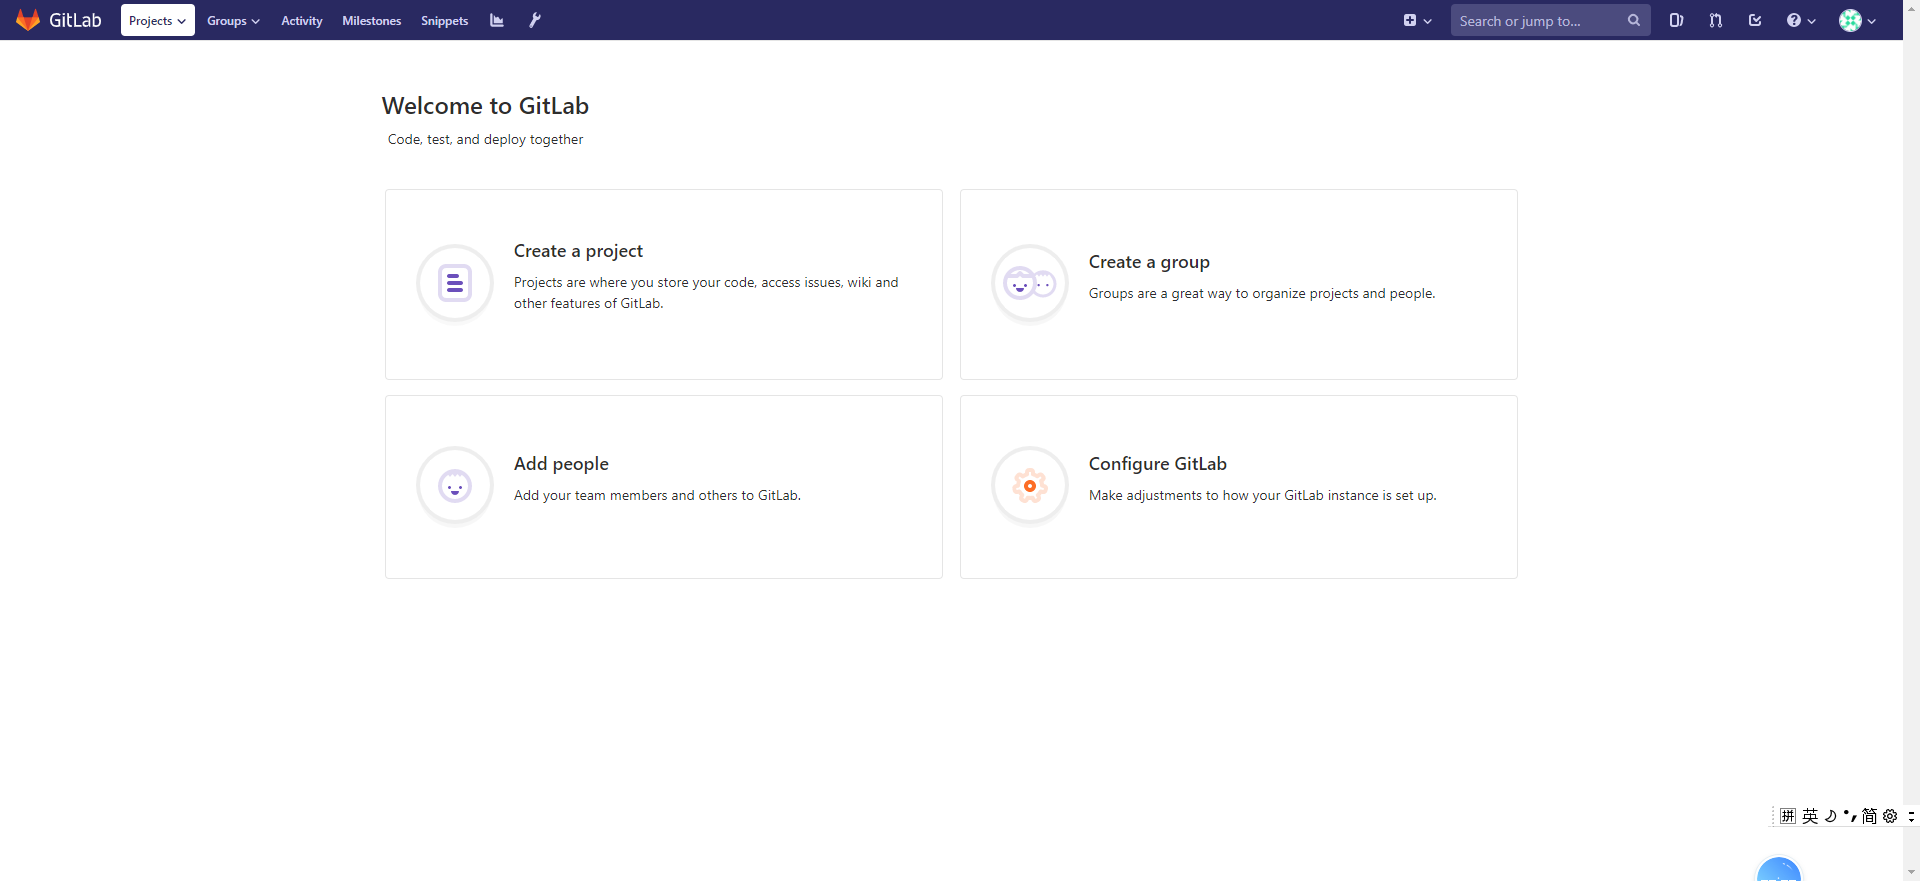 GitLab Projects Groups Activity Milestones Snippets Search or jump to...
Welcome to GitLab
Code, test, and deploy together
Create a project
Projects are where you store your code, access issues, wiki and
other features of GitLab.
Create a group
Groups are a great way to organize projects and people.
Add people
Add your team members and others to GitLab.
Configure GitLab
Make adjustments to how your GitLab instance is set up.
拼 英 简